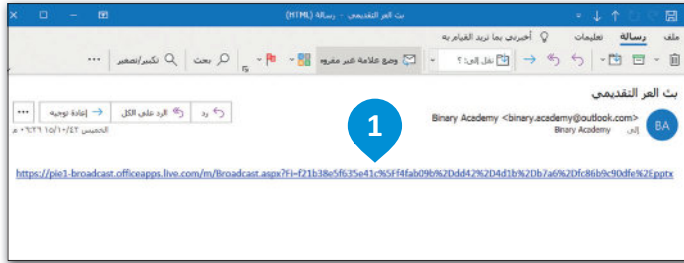 بث العر التقديمي - رسالة (HTML)
ملف رسالة تعليمات أخبرني بما تريد القيام به
نقل إلى: ؟ وضع علامة غير مقروء بحث تكبير/تصغير
بث العر التقديمي
Binary Academy <binary.academy@outlook.com>
إلى Binary Academy
BA
رد الرد على الكل إعادة توجيه
الخميس
1
https://pie1-broadcast.officeapps.live.com/m/Broadcast.aspx?Fi=f21b38e5f635e41c%5Ff4fab09b%2Ddd42%2D4d1b%2Db7a6%2Dfc86b9c90dfe%2Epptx